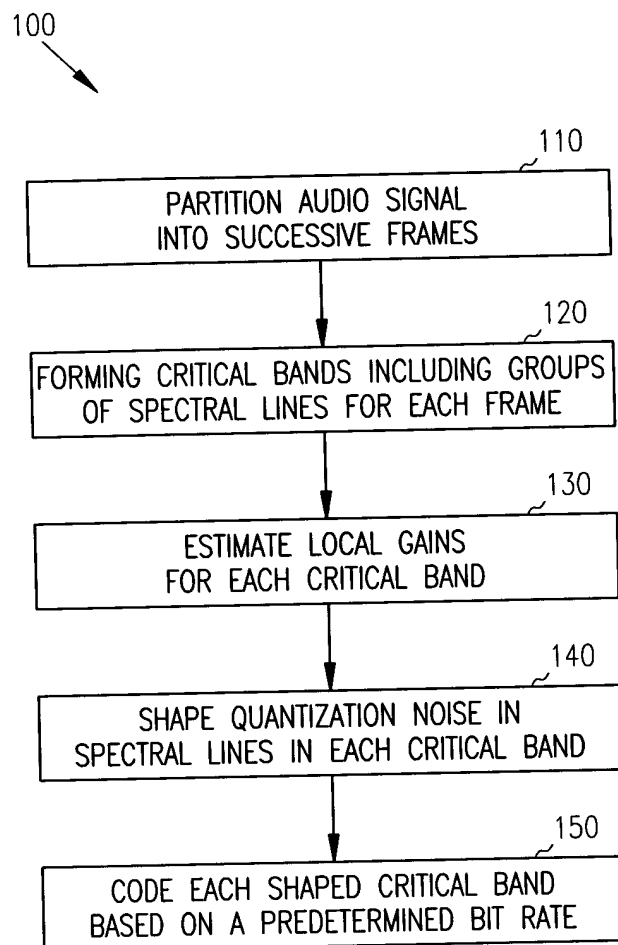 100
110
PARTITION AUDIO SIGNAL
INTO SUCCESSIVE FRAMES
120
FORMING CRITICAL BANDS INCLUDING GROUPS
OF SPECTRAL LINES FOR EACH FRAME
130
ESTIMATE LOCAL GAINS
FOR EACH CRITICAL BAND
140
SHAPE QUANTIZATION NOISE IN
SPECTRAL LINES IN EACH CRITICAL BAND
150
CODE EACH SHAPED CRITICAL BAND
BASED ON A PREDETERMINED BIT RATE